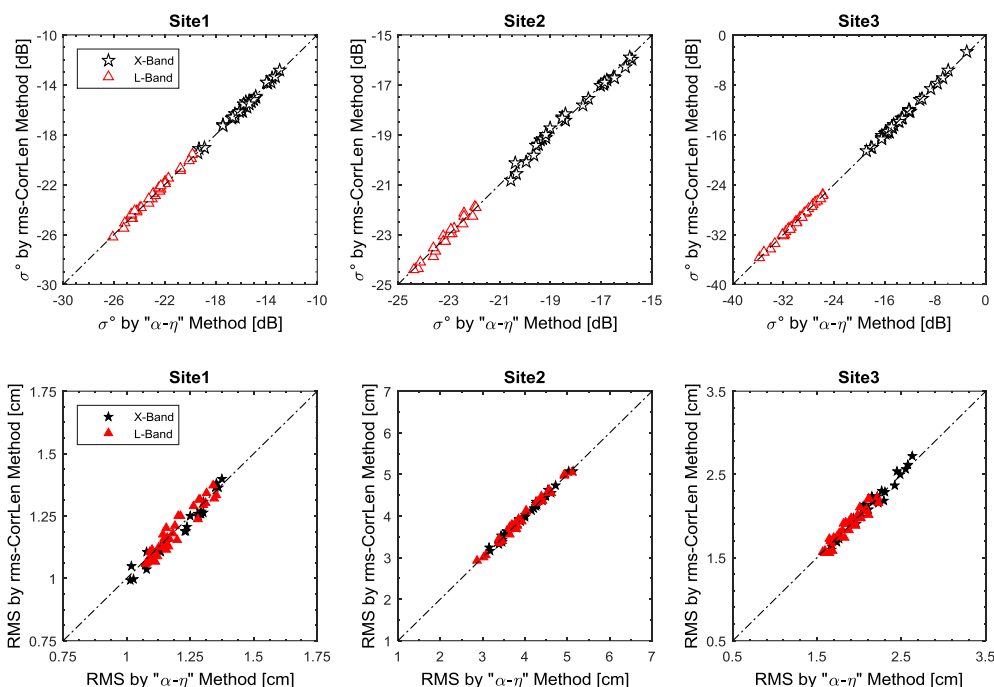 Site1
σ° by rms-CorrLen Method [dB]
-10
-14
-18
-22
-26
-30
X-Band
L-Band
-30 -26 -22 -18 -14 -10
σ° by "α-η" Method [dB]
Site2
σ° by rms-CorrLen Method [dB]
-15
-17
-19
-21
-23
-25
-25 -23 -21 -19 -17 -15
σ° by "α-η" Method [dB]
Site3
σ° by rms-CorrLen Method [dB]
0
-8
-16
-24
-32
-40
-40 -32 -24 -16 -8 0
σ° by "α-η" Method [dB]
Site1
RMS by rms-CorrLen Method [cm]
1.75
1.5
1.25
1
0.75
X-Band
L-Band
0.75 1 1.25 1.5 1.75
RMS by "α-η" Method [cm]
Site2
RMS by rms-CorrLen Method [cm]
7
6
5
4
3
2
1
1 2 3 4 5 6 7
RMS by "α-η" Method [cm]
Site3
RMS by rms-CorrLen Method [cm]
3.5
2.5
1.5
0.5
0.5 1 1.5 2 2.5 3 3.5
RMS by "α-η" Method [cm]